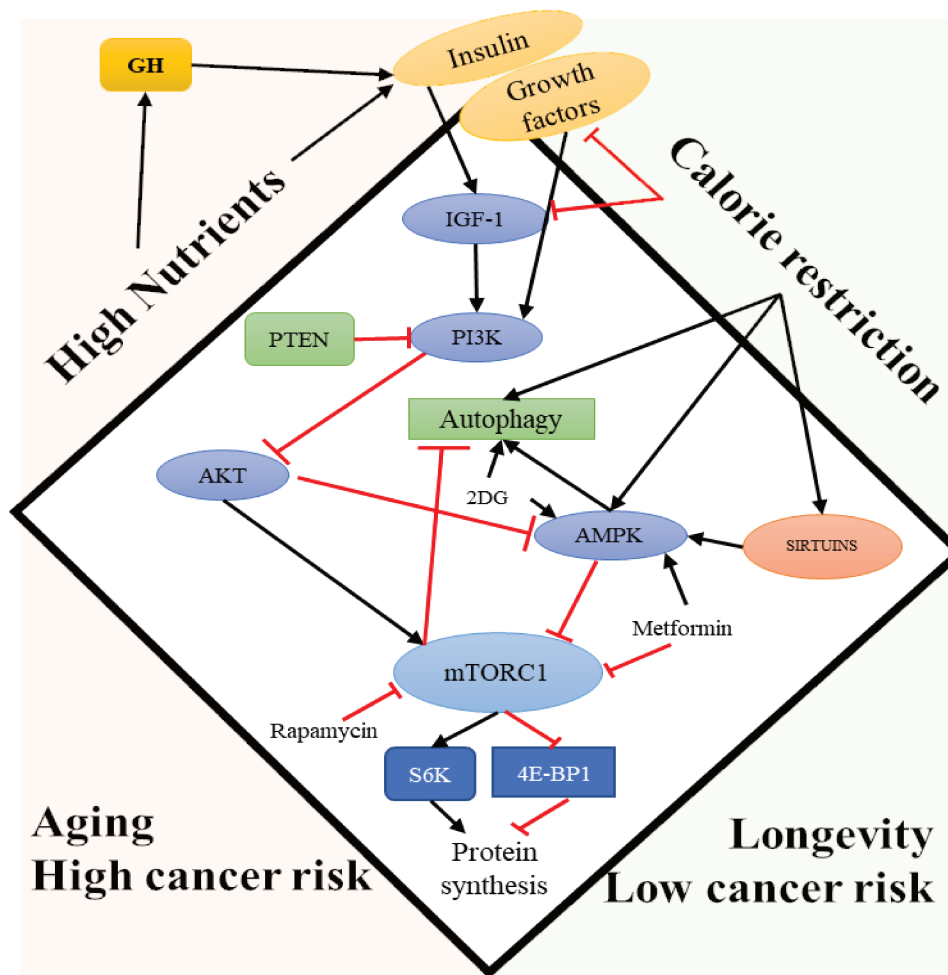 GH
Insulin
Growth
factors
High Nutrients
Calorie restriction
IGF-1
PTEN
PI3K
Autophagy
AKT
2DG
AMPK
SIRTUINS
Metformin
mTORC1
Rapamycin
S6K
4E-BP1
Protein
synthesis
Aging
High cancer risk
Longevity
Low cancer risk